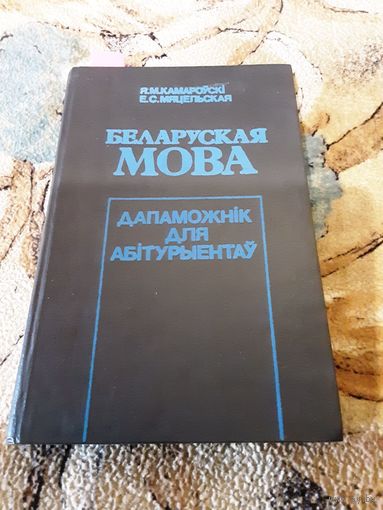 Я.М.КАМАРОЎСКІ
Е.С.МЯЦЕЛЬСКАЯ
БЕЛАРУСКАЯ
МОВА
ДАПАМОЖНІК
ДЛЯ
АБІТУРЫЕНТАЎ